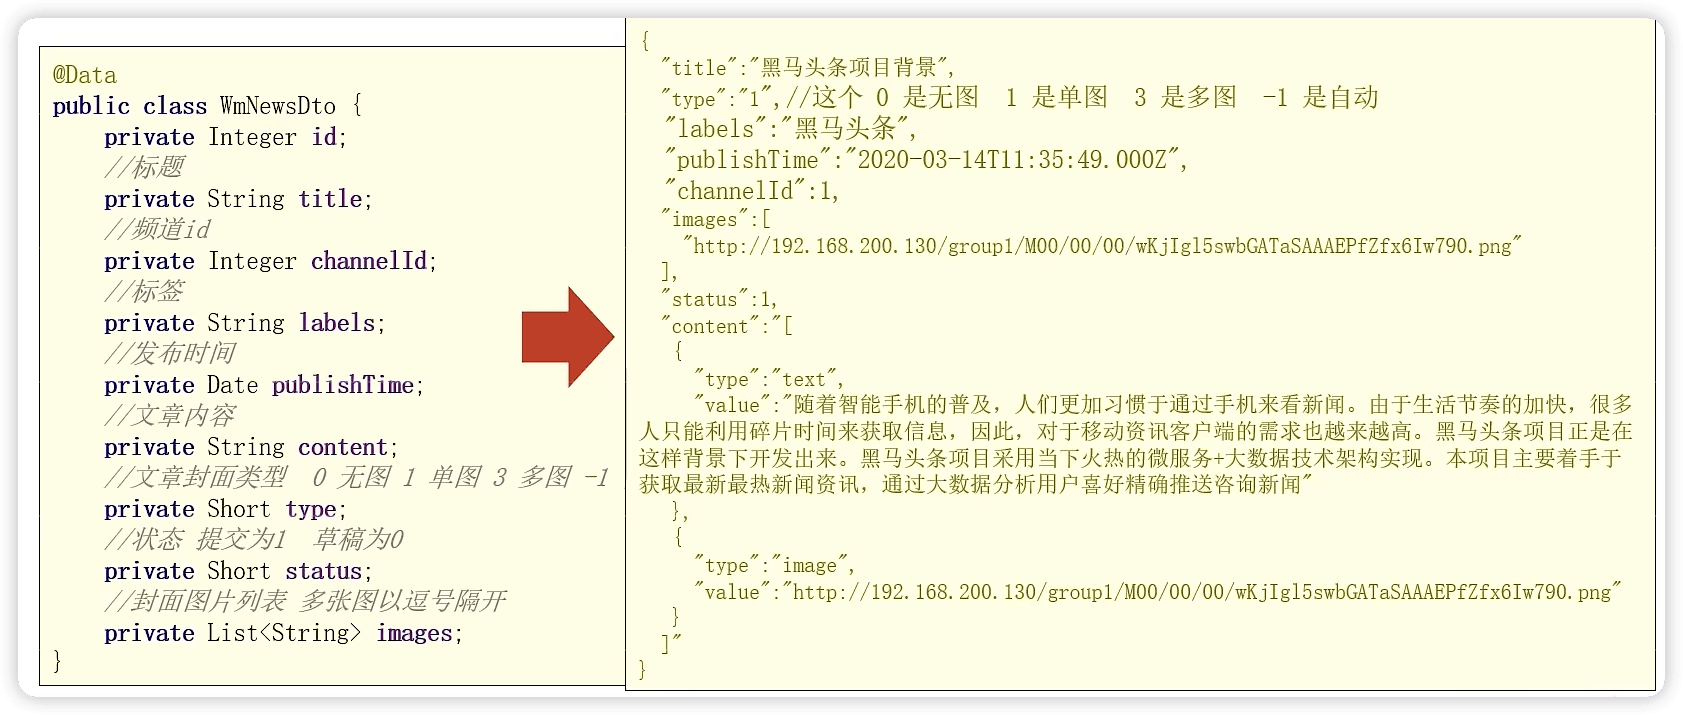 @Data
public class WmNewsDto {
private Integer id;
//标题
private String title;
//频道id
private Integer channelId;
//标签
private String labels;
//发布时间
private Date publishTime;
//文章内容
private String content;
//文章封面类型  0 无图 1 单图 3 多图 -1
private Short type;
//状态 提交为1  草稿为0
private Short status;
//封面图片列表 多张图以逗号隔开
private List<String> images;
}
{
"title":"黑马头条项目背景",
"type":"1",//这个 0 是无图  1 是单图  3 是多图  -1 是自动
"labels":"黑马头条",
"publishTime":"2020-03-14T11:35:49.000Z",
"channelId":1,
"images":[
"http://192.168.200.130/group1/M00/00/00/wKjIgl5swbGATaSAAAEPfZfx6Iw790.png"
],
"status":1,
"content":"[
{
"type":"text",
"value":"随着智能手机的普及，人们更加习惯于通过手机来看新闻。由于生活节奏的加快，很多
人只能利用碎片时间来获取信息，因此，对于移动资讯客户端的需求也越来越高。黑马头条项目正是在
这样背景下开发出来。黑马头条项目采用当下火热的微服务+大数据技术架构实现。本项目主要着手于
获取最新最热新闻资讯，通过大数据分析用户喜好精确推送咨询新闻"
},
{
"type":"image",
"value":"http://192.168.200.130/group1/M00/00/00/wKjIgl5swbGATaSAAAEPfZfx6Iw790.png"
}
]"
}